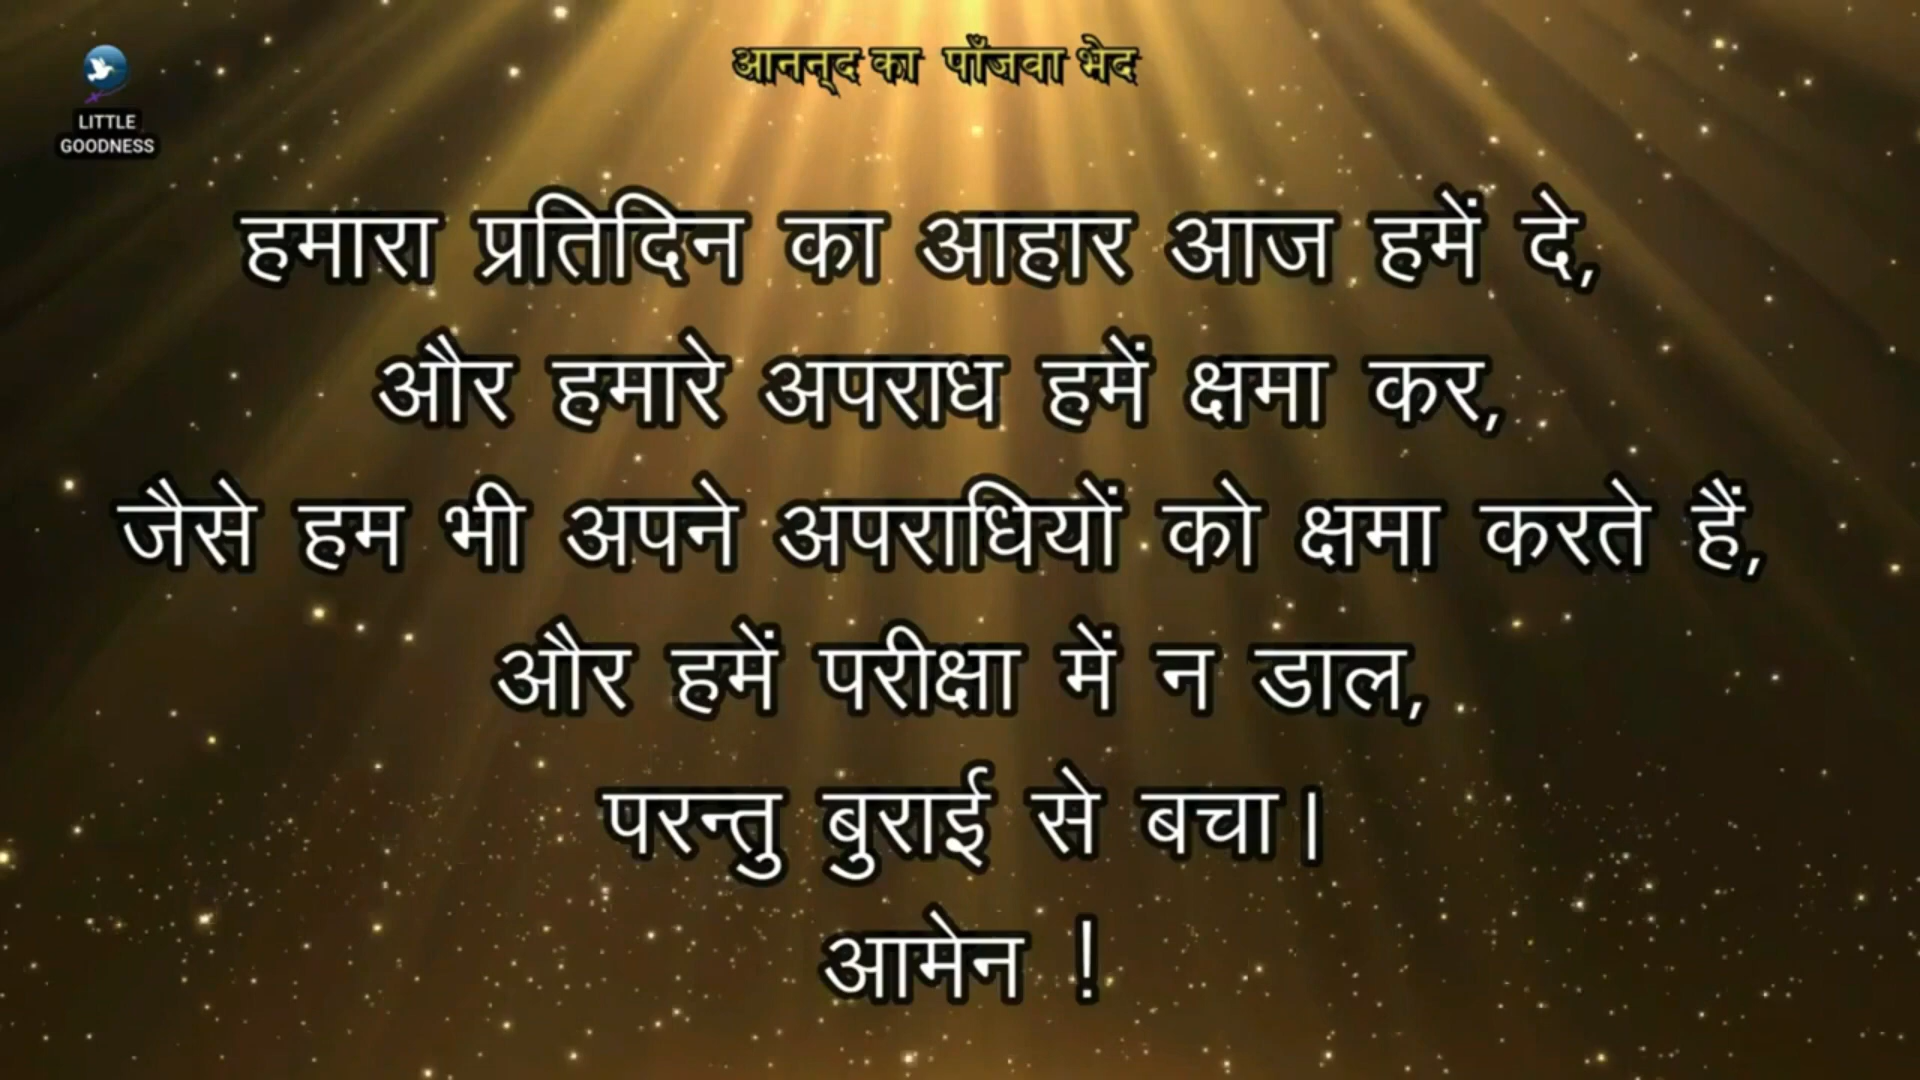 LITTLE
GOODNESS
आनन्द का पाँजवा भेद
हमारा प्रतिदिन का आहार आज हमें दे,
और हमारे अपराध हमें क्षमा कर,
जैसे हम भी अपने अपराधियों को क्षमा करते हैं,
और हमें परीक्षा में न डाल,
परन्तु बुराई से बचा।
आमेन !